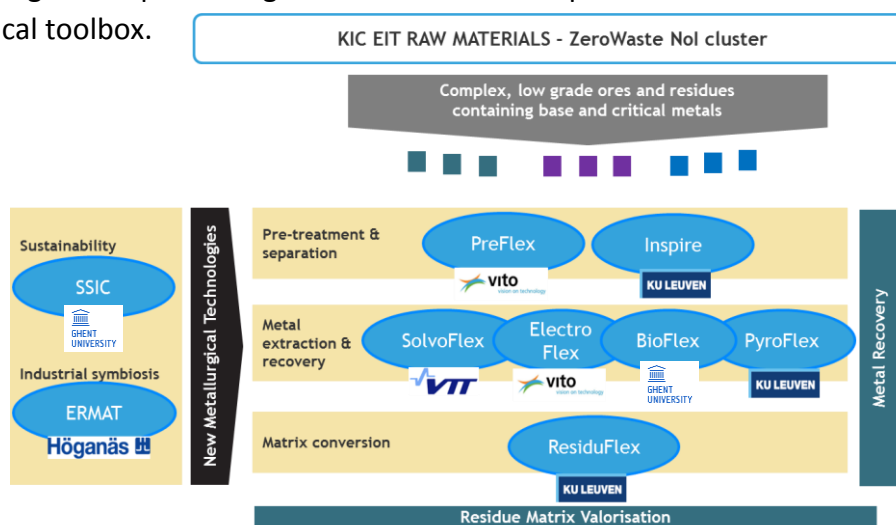 cal toolbox.
KIC EIT RAW MATERIALS - ZeroWaste NoI cluster
Complex, low grade ores and residues
containing base and critical metals
Sustainability
SSIC
GHENT
UNIVERSITY
Industrial symbiosis
ERMAT
Höganäs
New Metallurgical Technologies
Pre-treatment &
separation
PreFlex
vito
vision on technology
Inspire
KU LEUVEN
Metal
extraction &
recovery
SolvoFlex
VTT
Electro
Flex
vito
vision on technology
BioFlex
GHENT
UNIVERSITY
PyroFlex
KU LEUVEN
Matrix conversion
ResiduFlex
KU LEUVEN
Metal Recovery
Residue Matrix Valorisation